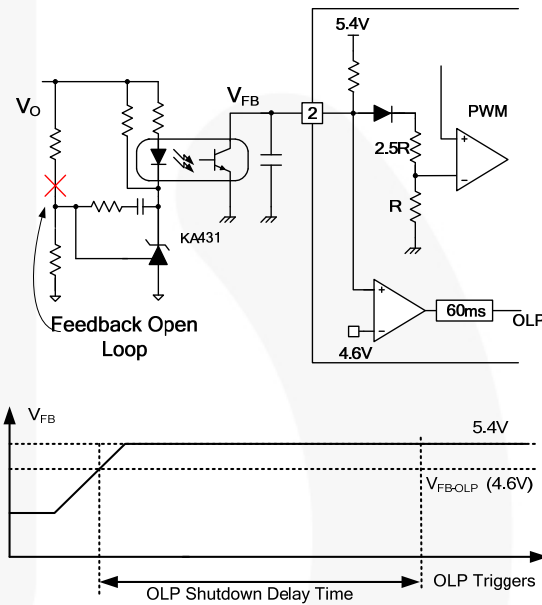 5.4V
V_O
V_FB
2
PWM
2.5R
R
KA431
Feedback Open
Loop
60ms
OLP
4.6V
V_FB
5.4V
V_FB-OLP (4.6V)
OLP Shutdown Delay Time
OLP Triggers